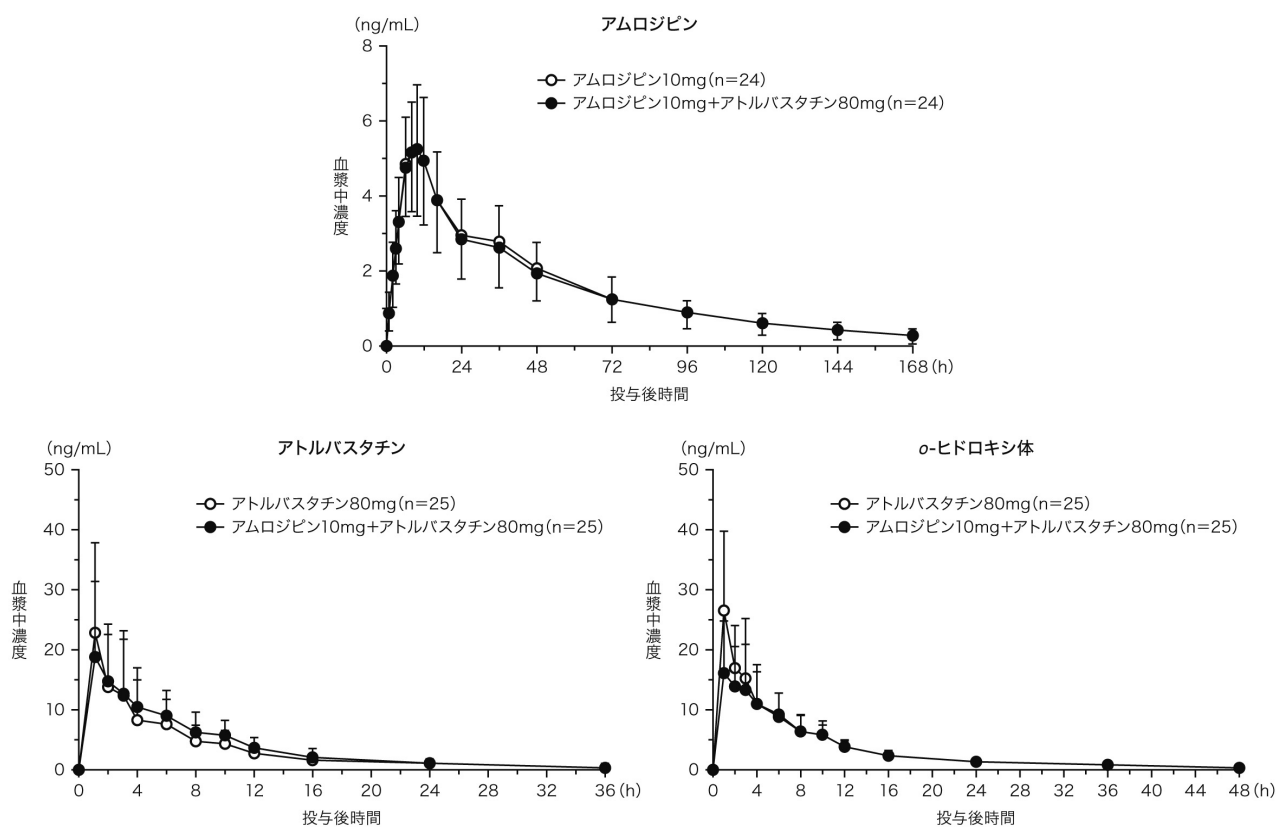 アムロジピン
(ng/mL)
アムロジピン10mg(n=24)
アムロジピン10mg+アトルバスタチン80mg(n=24)
血漿中濃度
8
6
4
2
0
0 24 48 72 96 120 144 168(h)
投与後時間
アトルバスタチン
(ng/mL)
アトルバスタチン80mg(n=25)
アムロジピン10mg+アトルバスタチン80mg(n=25)
血漿中濃度
50
40
30
20
10
0
0 4 8 12 16 20 24 28 32 36(h)
投与後時間
o-ヒドロキシ体
(ng/mL)
アトルバスタチン80mg(n=25)
アムロジピン10mg+アトルバスタチン80mg(n=25)
血漿中濃度
50
40
30
20
10
0
0 4 8 12 16 20 24 28 32 36 40 44 48(h)
投与後時間